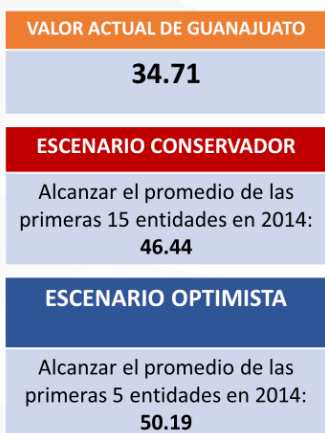 VALOR ACTUAL DE GUANAJUATO
34.71
ESCENARIO CONSERVADOR
Alcanzar el promedio de las
primeras 15 entidades en 2014:
46.44
ESCENARIO OPTIMISTA
Alcanzar el promedio de las
primeras 5 entidades en 2014:
50.19